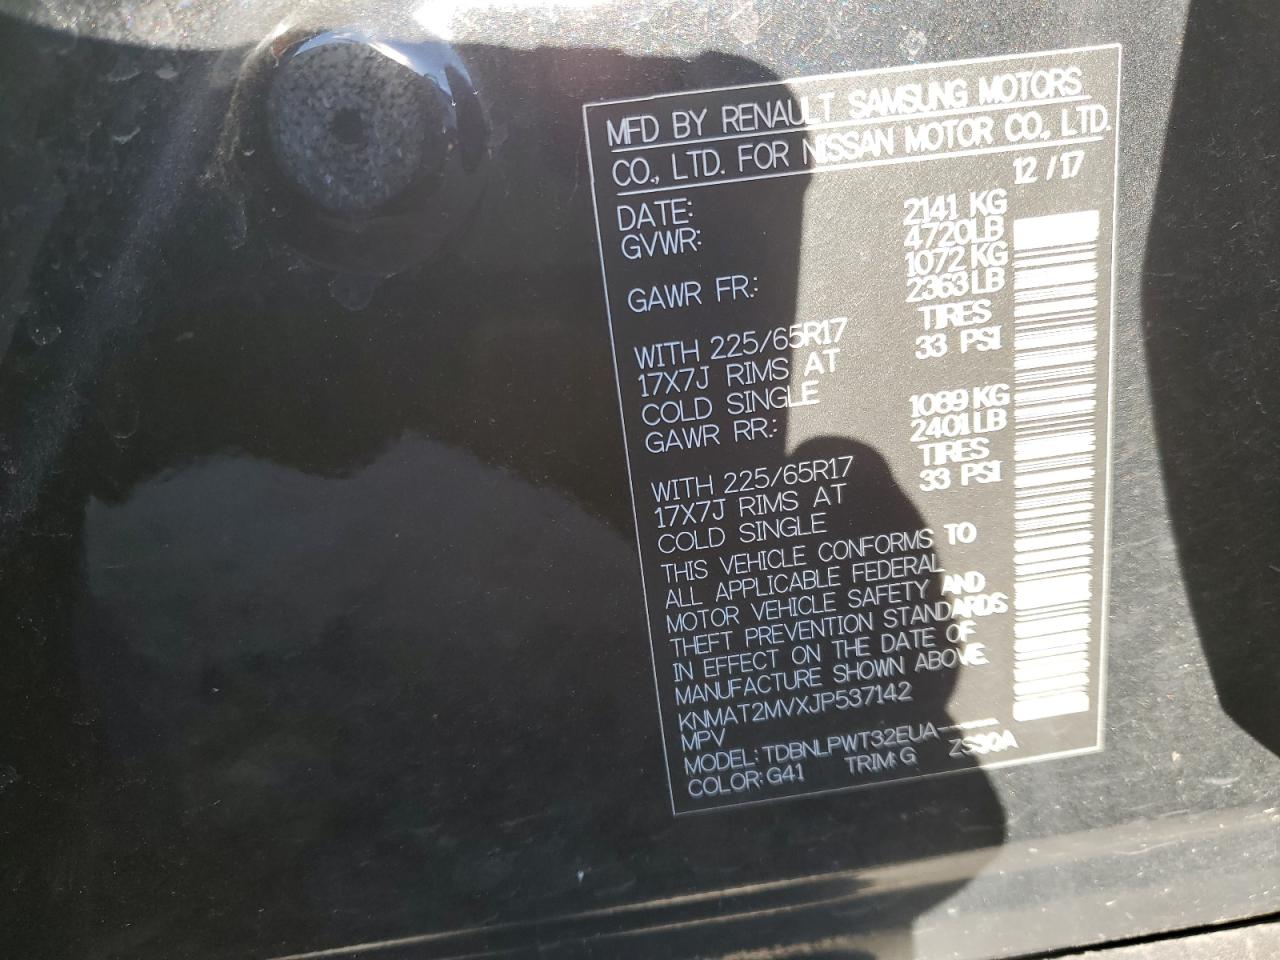 MFD BY RENAULT SAMSUNG MOTORS
CO., LTD. FOR NISSAN MOTOR CO., LTD.
DATE: 12 / 17
GVWR: 2141 KG
4720LB
GAWR FR.: 1072 KG
2363 LB
WITH 225/65R17 TIRES
17X7J RIMS AT 33 PSI
COLD SINGLE
GAWR RR.: 1089 KG
2401LB
WITH 225/65R17 TIRES
17X7J RIMS AT 33 PSI
COLD SINGLE
THIS VEHICLE CONFORMS TO
ALL APPLICABLE FEDERAL
MOTOR VEHICLE SAFETY AND
THEFT PREVENTION STANDARDS
IN EFFECT ON THE DATE OF
MANUFACTURE SHOWN ABOVE.
KNMAT2MVXJP537142
MPV
MODEL: TDBNLPWT32EUA-----
COLOR: G41 TRIM: G